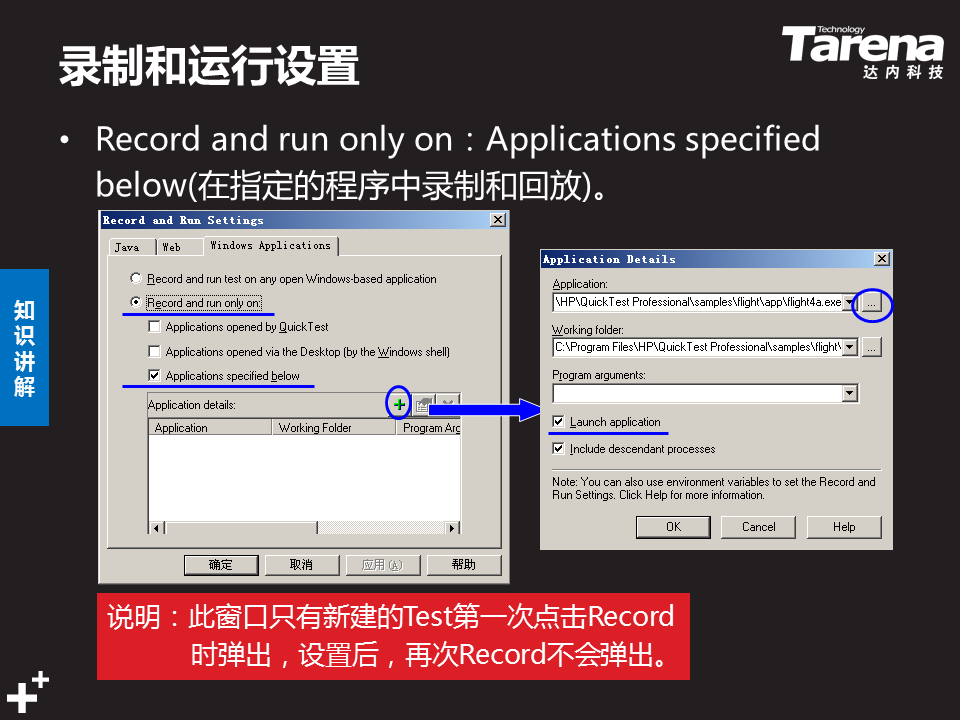 录制和运行设置
Technology
Tarena
达内科技
• Record and run only on：Applications specified
below(在指定的程序中录制和回放)。
知识讲解
Record and Run Settings
Java Web Windows Applications
Record and run test on any open Windows-based application
Record and run only on:
Applications opened by QuickTest
Applications opened via the Desktop (by the Windows shell)
Applications specified below
Application details:
Application Working Folder Program Arg
确定 取消 应用(A) 帮助
Application Details
Application:
\HP\QuickTest Professional\samples\flight\app\flight4a.exe ...
Working folder:
C:\Program Files\HP\QuickTest Professional\samples\flight\ ...
Program arguments:
Launch application
Include descendant processes
Note: You can also use environment variables to set the Record and
Run Settings. Click Help for more information.
OK Cancel Help
说明：此窗口只有新建的Test第一次点击Record
时弹出，设置后，再次Record不会弹出。